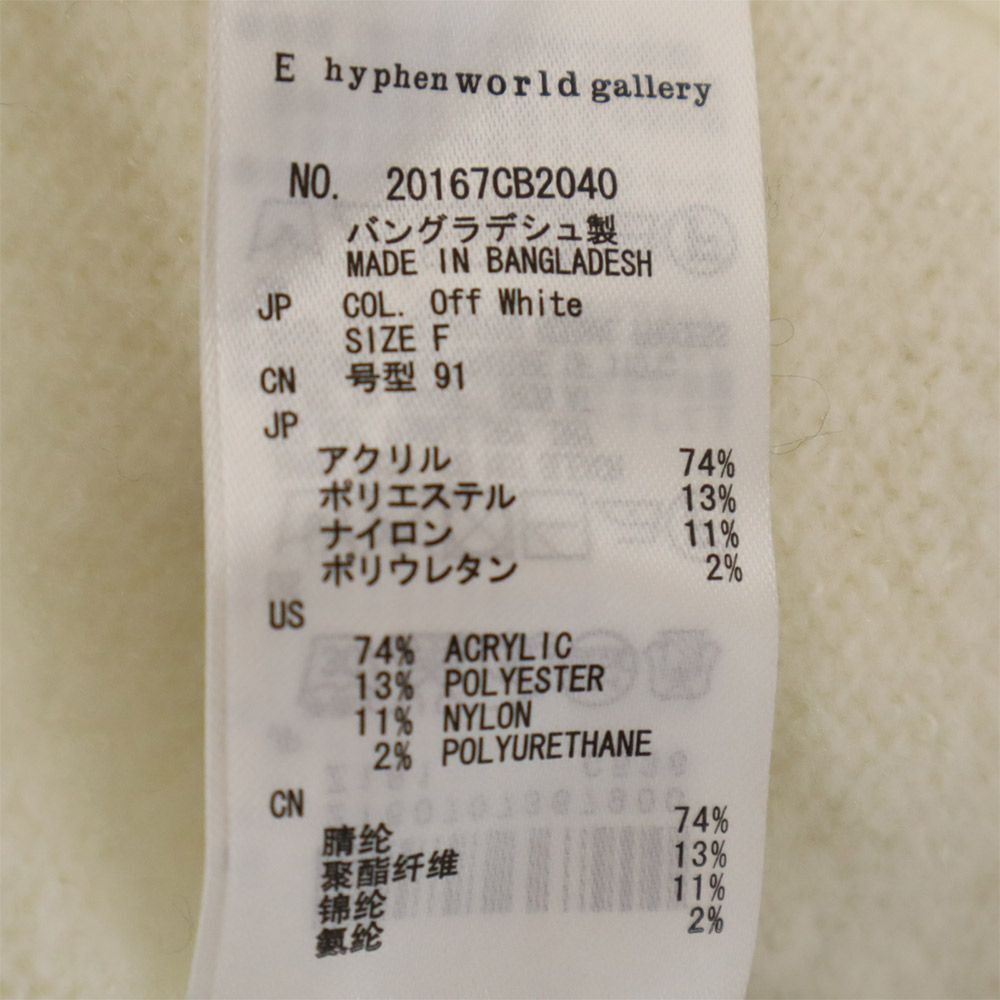 E hyphen world gallery
NO. 20167CB2040
バングラデシュ製
MADE IN BANGLADESH
JP COL. Off White
SIZE F
CN 号型 91
JP
アクリル 74%
ポリエステル 13%
ナイロン 11%
ポリウレタン 2%
US
74% ACRYLIC
13% POLYESTER
11% NYLON
2% POLYURETHANE
CN
腈纶 74%
聚酯纤维 13%
锦纶 11%
氨纶 2%